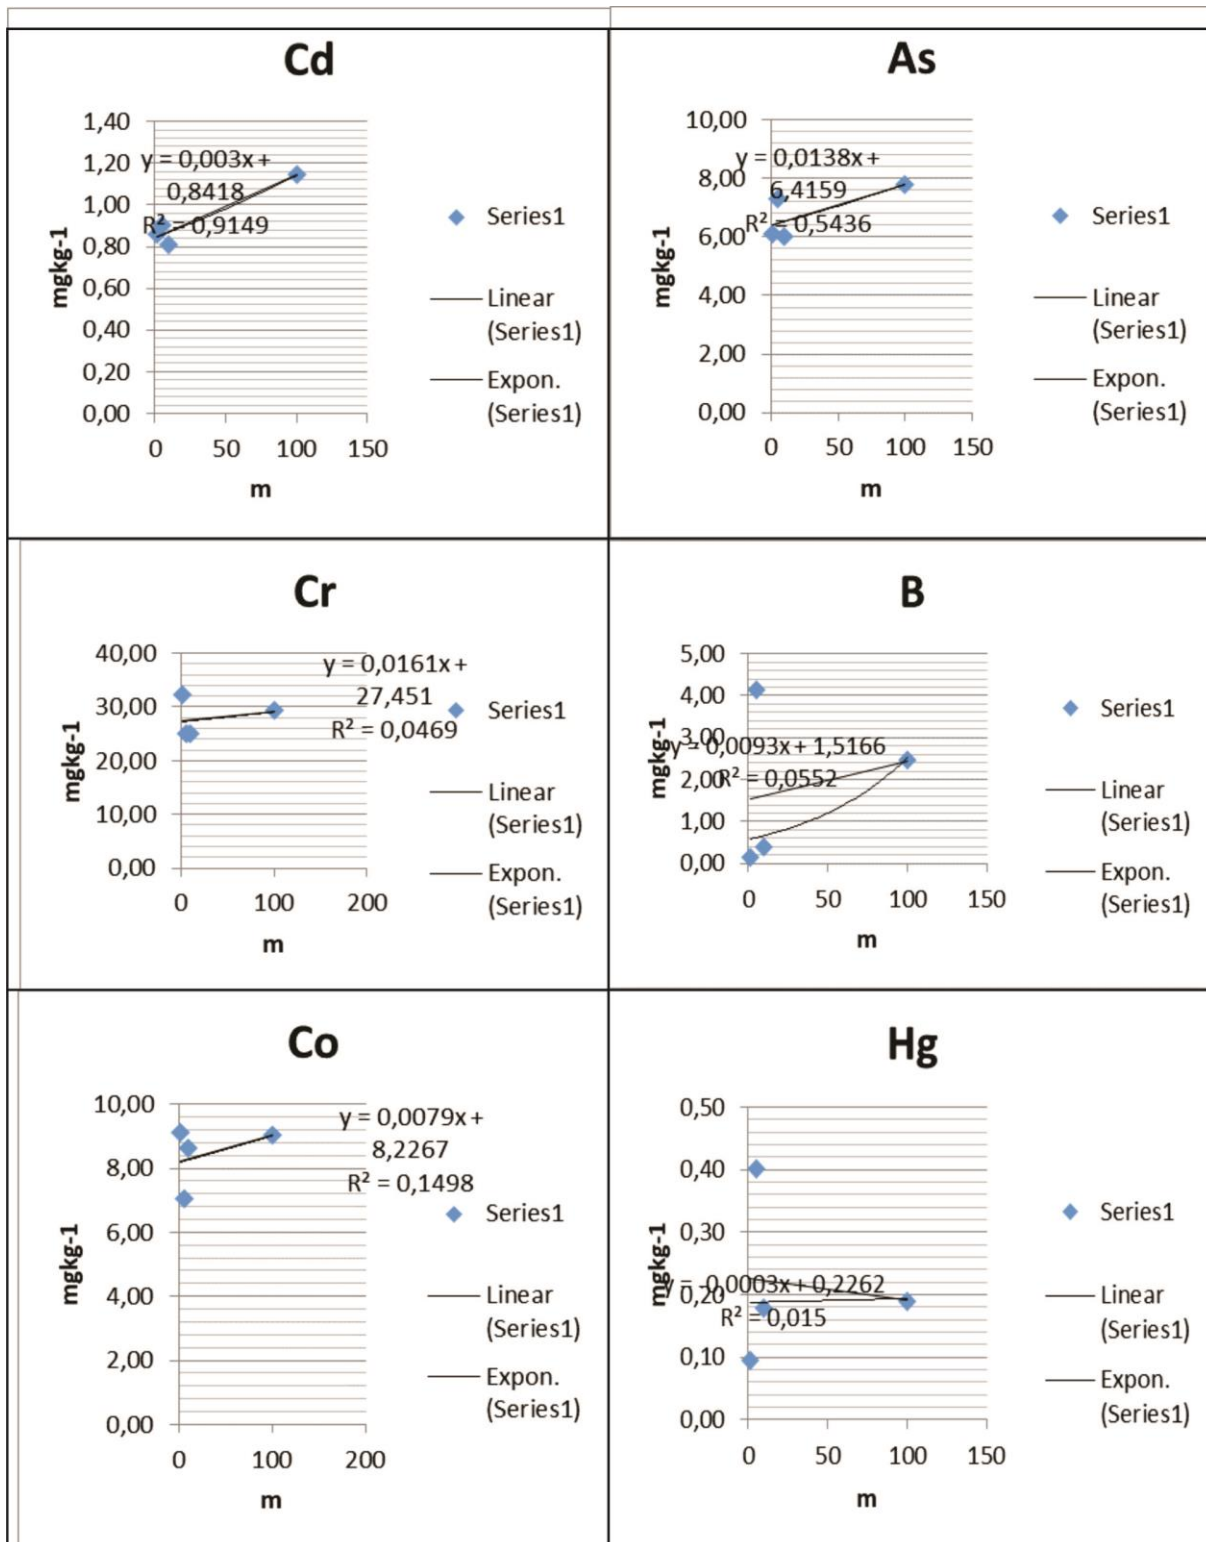 Cd
1,40
1,20
1,00
0,80
0,60
0,40
0,20
0,00
mgkg-1
y = 0,003x +
0,8418
R² = 0,9149
0 50 100 150
m
Series1
Linear
(Series1)
Expon.
(Series1)
As
10,00
8,00
6,00
4,00
2,00
0,00
mgkg-1
y = 0,0138x +
6,4159
R² = 0,5436
0 50 100 150
m
Series1
Linear
(Series1)
Expon.
(Series1)
Cr
40,00
30,00
20,00
10,00
0,00
mgkg-1
y = 0,0161x +
27,451
R² = 0,0469
0 100 200
m
Series1
Linear
(Series1)
Expon.
(Series1)
B
5,00
4,00
3,00
2,00
1,00
0,00
mgkg-1
y = 0,0093x + 1,5166
R² = 0,0552
0 50 100 150
m
Series1
Linear
(Series1)
Expon.
(Series1)
Co
10,00
8,00
6,00
4,00
2,00
0,00
mgkg-1
y = 0,0079x +
8,2267
R² = 0,1498
0 100 200
m
Series1
Linear
(Series1)
Expon.
(Series1)
Hg
0,50
0,40
0,30
0,20
0,10
0,00
mgkg-1
y = -0,0003x + 0,2262
R² = 0,015
0 50 100 150
m
Series1
Linear
(Series1)
Expon.
(Series1)